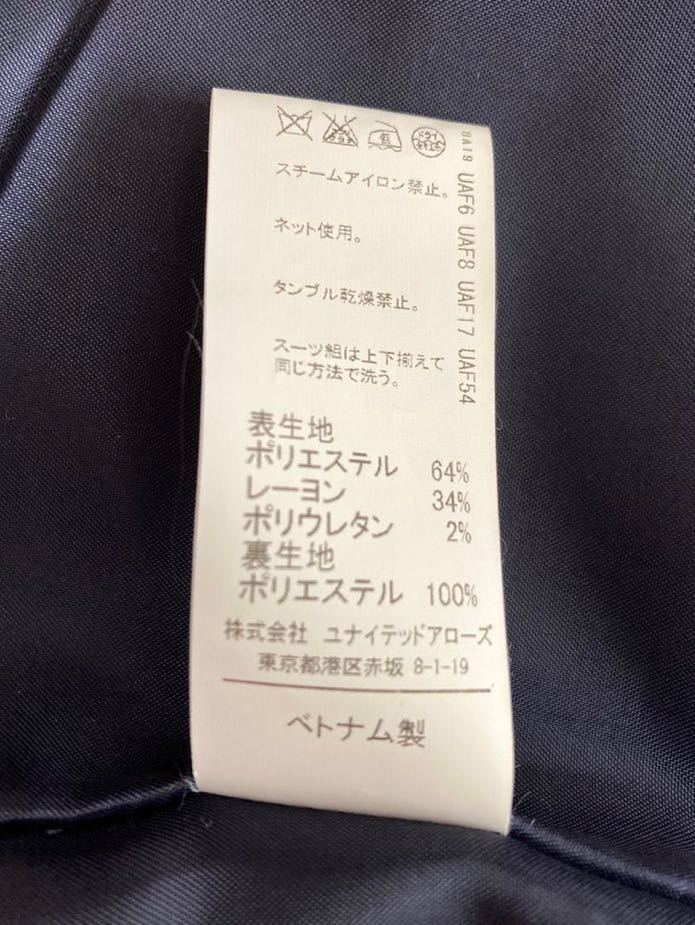 低
ドライ
UA19 UAF6 UAF8 UAF17 UAF54
スチームアイロン禁止。
ネット使用。
タンブル乾燥禁止。
スーツ組は上下揃えて
同じ方法で洗う。
表生地
ポリエステル 64%
レーヨン 34%
ポリウレタン 2%
裏生地
ポリエステル 100%
株式会社 ユナイテッドアローズ
東京都港区赤坂 8-1-19
ベトナム製